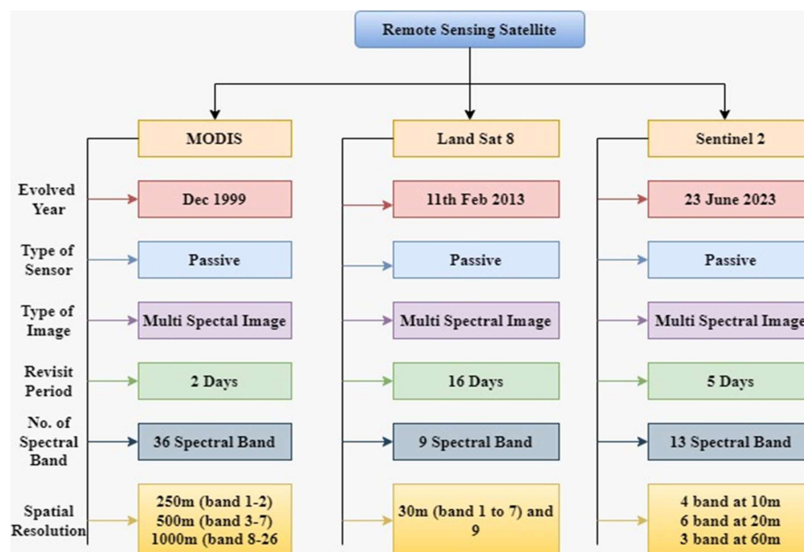 Remote Sensing Satellite
MODIS
Land Sat 8
Sentinel 2
Evolved
Year
Dec 1999
11th Feb 2013
23 June 2023
Type of
Sensor
Passive
Passive
Passive
Type of
Image
Multi Spectal Image
Multi Spectral Image
Multi Spectral Image
Revisit
Period
2 Days
16 Days
5 Days
No. of
Spectral
Band
36 Spectral Band
9 Spectral Band
13 Spectral Band
Spatial
Resolution
250m (band 1-2)
500m (band 3-7)
1000m (band 8-26
30m (band 1 to 7) and
9
4 band at 10m
6 band at 20m
3 band at 60m